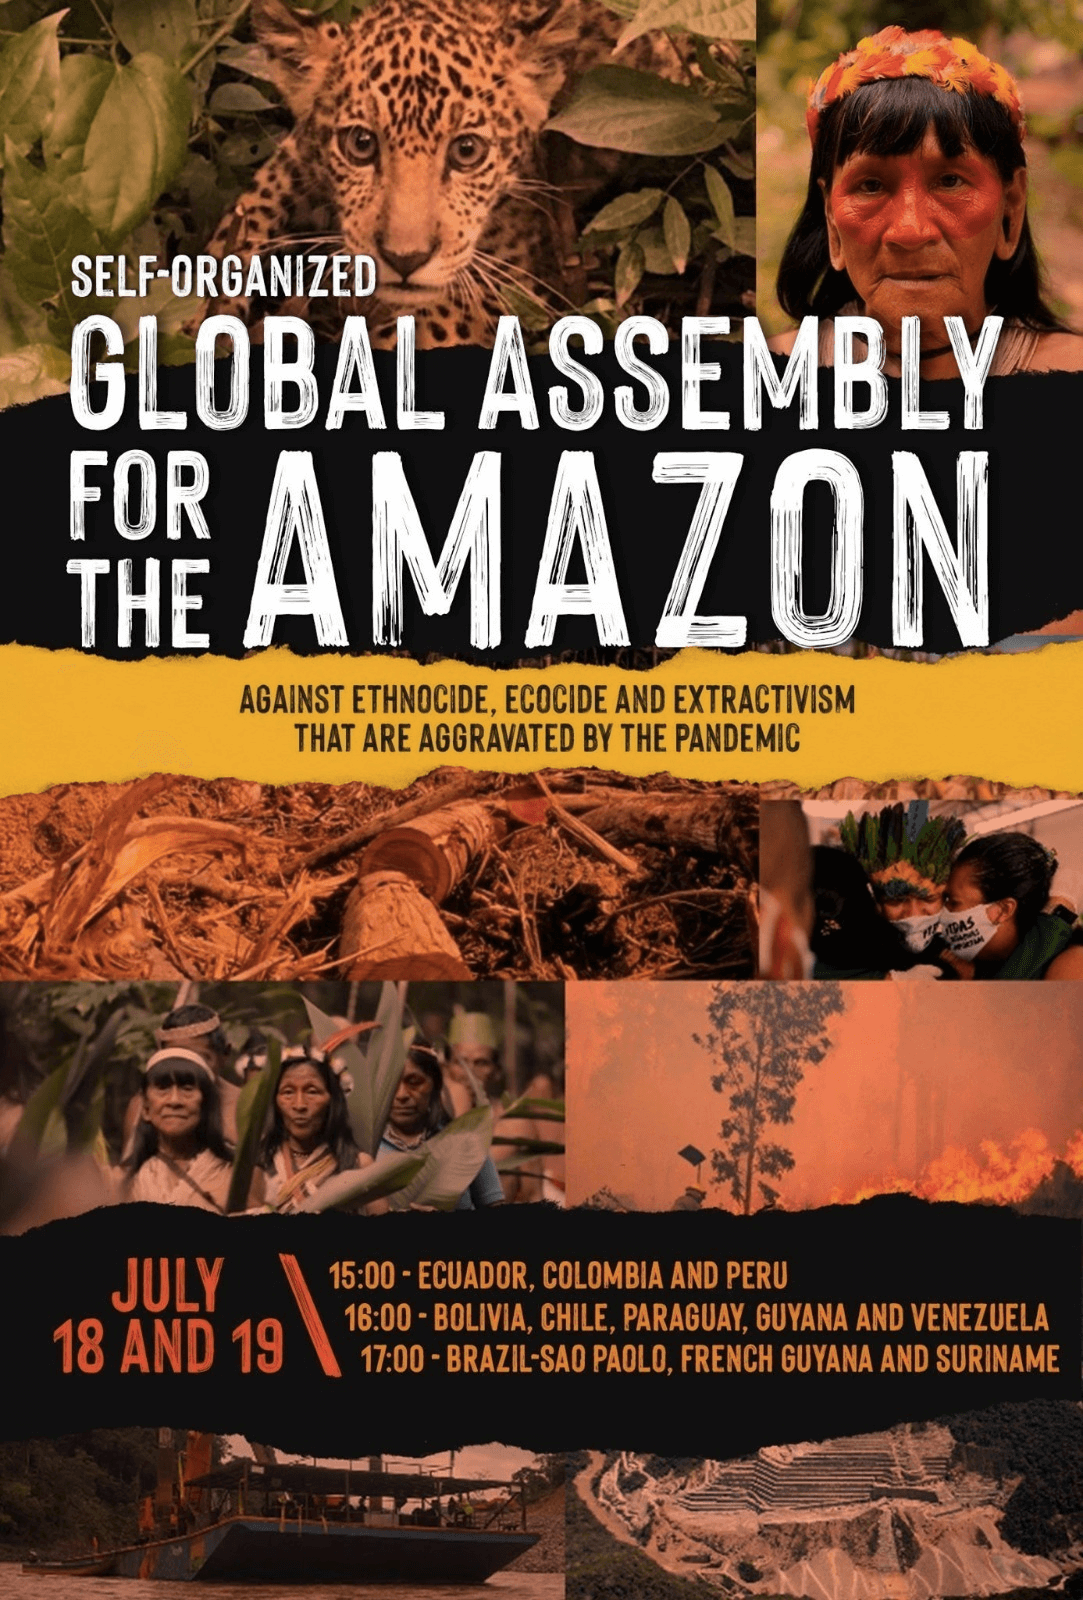 SELF-ORGANIZED
GLOBAL ASSEMBLY
FOR THE AMAZON
AGAINST ETHNOCIDE, ECOCIDE AND EXTRACTIVISM
THAT ARE AGGRAVATED BY THE PANDEMIC
JULY
18 AND 19
15:00 - ECUADOR, COLOMBIA AND PERU
16:00 - BOLIVIA, CHILE, PARAGUAY, GUYANA AND VENEZUELA
17:00 - BRAZIL-SAO PAOLO, FRENCH GUYANA AND SURINAME